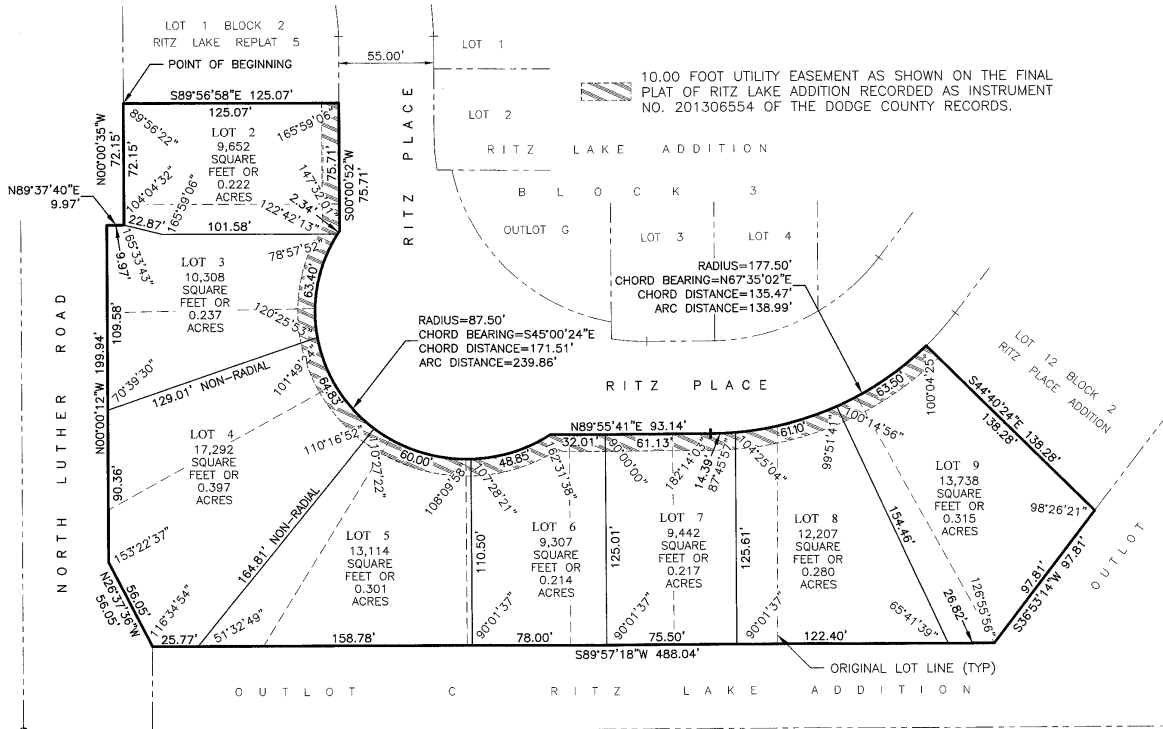 LOT 1 BLOCK 2
RITZ LAKE REPLAT 5
POINT OF BEGINNING
55.00'
LOT 1
10.00 FOOT UTILITY EASEMENT AS SHOWN ON THE FINAL
PLAT OF RITZ LAKE ADDITION RECORDED AS INSTRUMENT
NO. 201306554 OF THE DODGE COUNTY RECORDS.
S89°56'58"E 125.07'
125.07'
N00°00'35"W
72.15'
72.15'
89°56'22"
165°59'06"
LOT 2
9,652
SQUARE
FEET OR
0.222
ACRES
104°04'32"
165°59'06"
147°32'07"
122°42'13"
2.34'
75.71'
S00°00'52"W
75.71'
RITZ PLACE
LOT 2
RITZ LAKE ADDITION
BLOCK 3
OUTLOT G
LOT 3
LOT 4
N89°37'40"E
9.97'
22.87'
101.58'
9.97'
165°33'43"
78°57'52"
LOT 3
10,308
SQUARE
FEET OR
0.237
ACRES
63.40'
120°25'53"
109.58'
N00°00'12"W 199.94'
NORTH LUTHER ROAD
RADIUS=177.50'
CHORD BEARING=N67°35'02"E
CHORD DISTANCE=135.47'
ARC DISTANCE=138.99'
RADIUS=87.50'
CHORD BEARING=S45°00'24"E
CHORD DISTANCE=171.51'
ARC DISTANCE=239.86'
70°39'30"
129.01' NON-RADIAL
101°49'24"
64.83'
RITZ PLACE
LOT 12 BLOCK 2
RITZ PLACE ADDITION
LOT 4
17,292
SQUARE
FEET OR
0.397
ACRES
90.36'
110°16'52"
70°27'22"
60.00'
108°09'58"
107°28'21"
48.85'
N89°55'41"E 93.14'
32.01'
61.13'
162°31'38"
90°00'00"
182°14'03"
14.39'
87°45'57"
104°25'04"
61.10'
99°51'41"
100°14'56"
63.50'
100°04'25"
S44°40'24"E 138.28'
138.28'
153°22'37"
N26°37'36"W
56.05'
56.05'
116°34'54"
164.81' NON-RADIAL
51°32'49"
LOT 5
13,114
SQUARE
FEET OR
0.301
ACRES
110.50'
90°01'37"
LOT 6
9,307
SQUARE
FEET OR
0.214
ACRES
125.01'
90°01'37"
LOT 7
9,442
SQUARE
FEET OR
0.217
ACRES
125.61'
90°01'37"
LOT 8
12,207
SQUARE
FEET OR
0.280
ACRES
154.46'
65°41'39"
LOT 9
13,738
SQUARE
FEET OR
0.315
ACRES
98°26'21"
97.81'
S36°53'14"W 97.81'
126°55'56"
26.82'
OUTLOT
25.77'
158.78'
78.00'
75.50'
122.40'
S89°57'18"W 488.04'
ORIGINAL LOT LINE (TYP)
OUTLOT C RITZ LAKE ADDITION